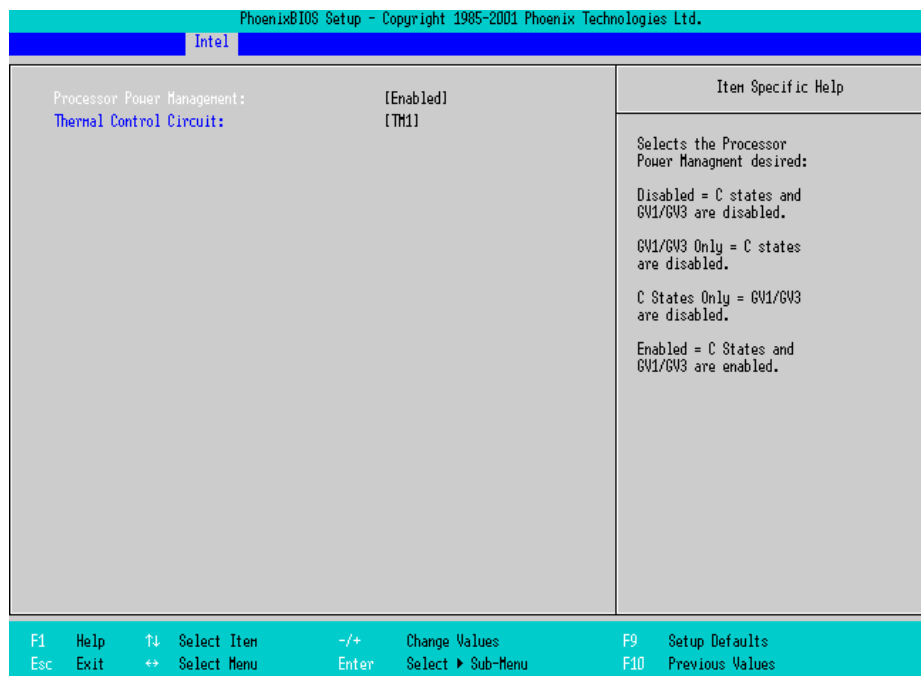 PhoenixBIOS Setup - Copyright 1985-2001 Phoenix Technologies Ltd.
Intel
Processor Power Management: [Enabled]
Thermal Control Circuit: [TM1]
Item Specific Help
Selects the Processor
Power Managment desired:
Disabled = C states and
GV1/GV3 are disabled.
GV1/GV3 Only = C states
are disabled.
C States Only = GV1/GV3
are disabled.
Enabled = C States and
GV1/GV3 are enabled.
F1 Help ↑↓ Select Item -/+ Change Values F9 Setup Defaults
Esc Exit ↔ Select Menu Enter Select ▶ Sub-Menu F10 Previous Values